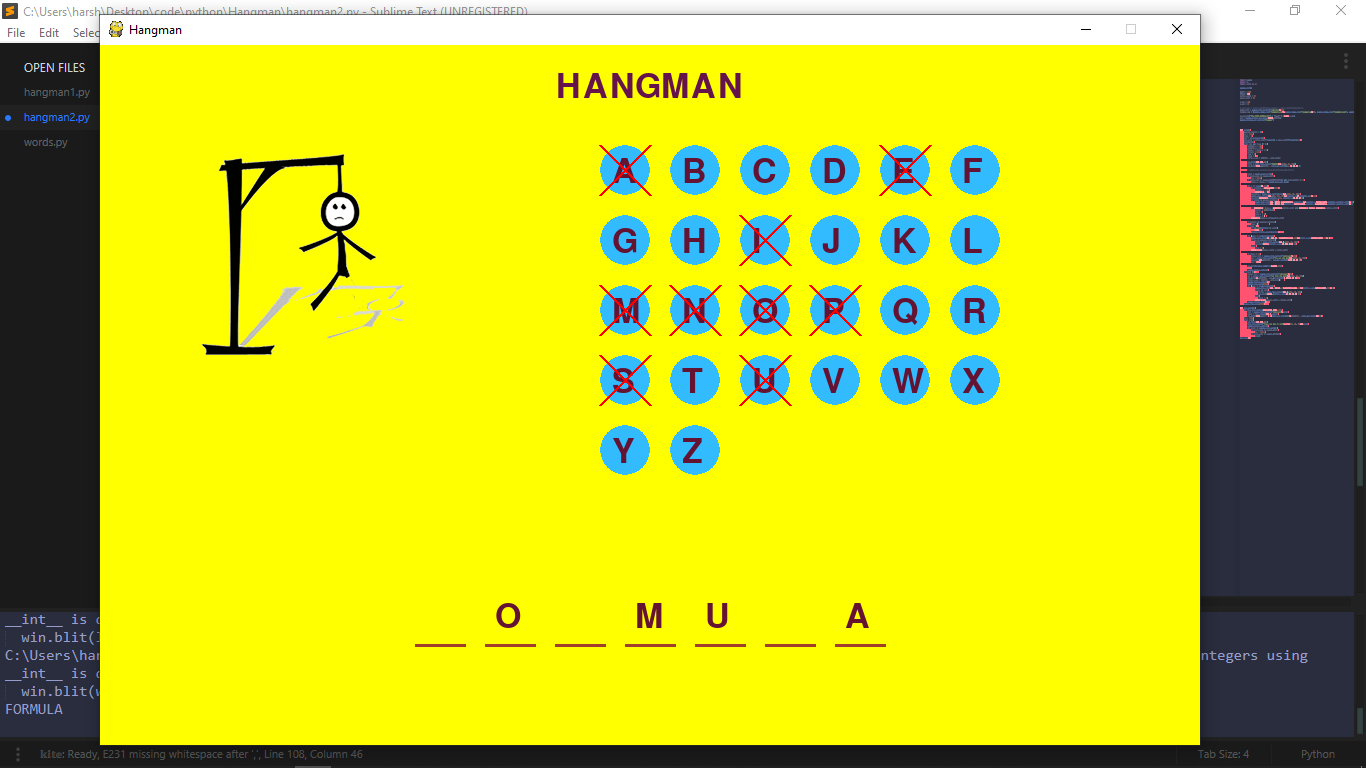 C:\Users\harsh\Desktop\code\python\Hangman\hangman2.py - Sublime Text (UNREGISTERED)
File Edit Selec
Hangman
OPEN FILES
hangman1.py
hangman2.py
words.py
HANGMAN
A B C D E F
G H I J K L
M N O P Q R
S T U V W X
Y Z
O M U A
__int__ is
win.blit(
C:\Users\har
ntegers using
__int__ is
win.blit(
FORMULA
kite: Ready, E231 missing whitespace after ',', Line 108, Column 46
Tab Size: 4
Python